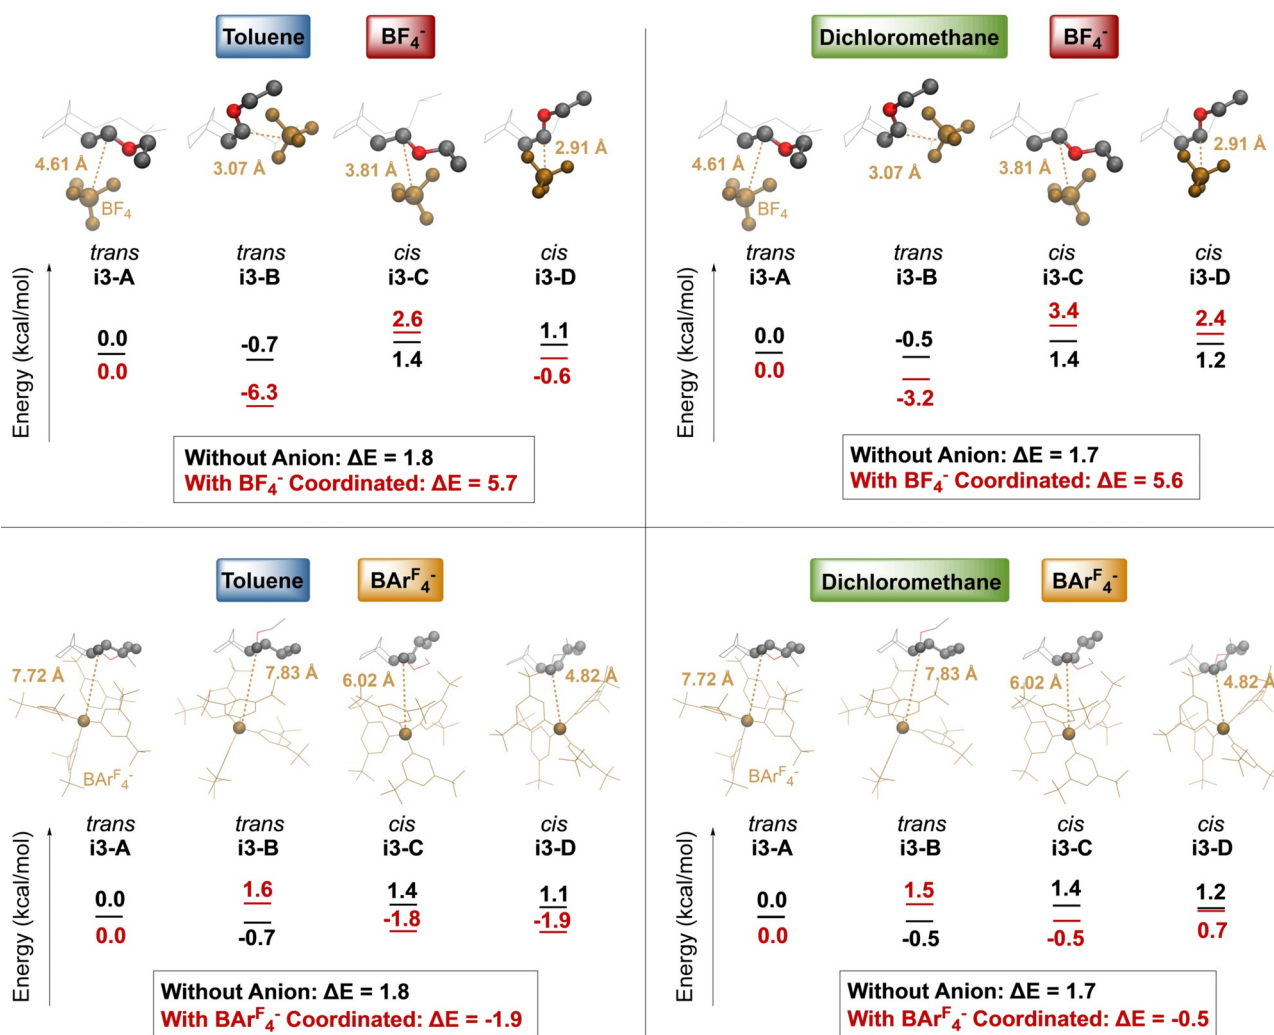 Toluene BF4-
4.61 Å 3.07 Å 3.81 Å 2.91 Å
BF4
trans trans cis cis
i3-A i3-B i3-C i3-D
Energy (kcal/mol)
0.0 -0.7 2.6 1.1
0.0 -6.3 1.4 -0.6
Without Anion: ΔE = 1.8
With BF4- Coordinated: ΔE = 5.7
Dichloromethane BF4-
4.61 Å 3.07 Å 3.81 Å 2.91 Å
BF4
trans trans cis cis
i3-A i3-B i3-C i3-D
Energy (kcal/mol)
0.0 -0.5 3.4 2.4
0.0 -3.2 1.4 1.2
Without Anion: ΔE = 1.7
With BF4- Coordinated: ΔE = 5.6
Toluene BArF4-
7.72 Å 7.83 Å 6.02 Å 4.82 Å
BArF4-
trans trans cis cis
i3-A i3-B i3-C i3-D
Energy (kcal/mol)
0.0 1.6 1.4 1.1
0.0 -0.7 -1.8 -1.9
Without Anion: ΔE = 1.8
With BArF4- Coordinated: ΔE = -1.9
Dichloromethane BArF4-
7.72 Å 7.83 Å 6.02 Å 4.82 Å
BArF4-
trans trans cis cis
i3-A i3-B i3-C i3-D
Energy (kcal/mol)
0.0 1.5 1.4 1.2
0.0 -0.5 -0.5 0.7
Without Anion: ΔE = 1.7
With BArF4- Coordinated: ΔE = -0.5